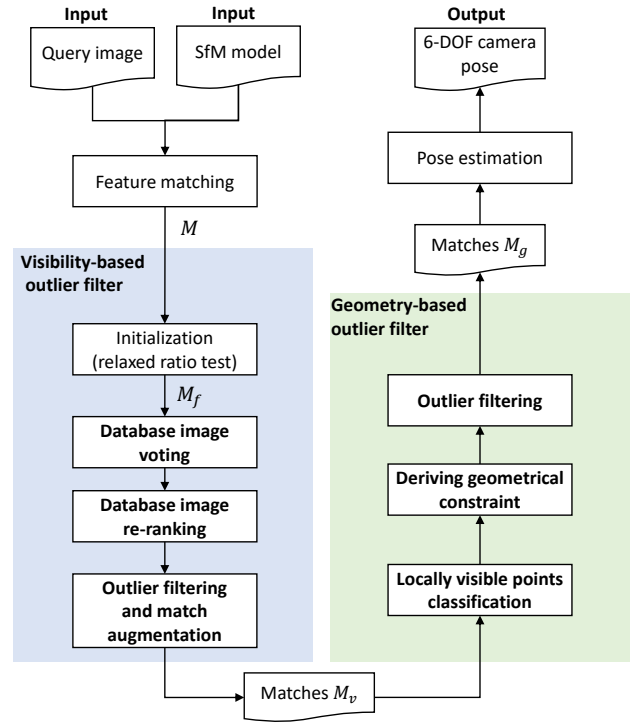 Input
Input
Query image
SfM model
Feature matching
M
Visibility-based
outlier filter
Initialization
(relaxed ratio test)
M_f
Database image
voting
Database image
re-ranking
Outlier filtering
and match
augmentation
Matches M_v
Output
6-DOF camera
pose
Pose estimation
Matches M_g
Geometry-based
outlier filter
Outlier filtering
Deriving geometrical
constraint
Locally visible points
classification